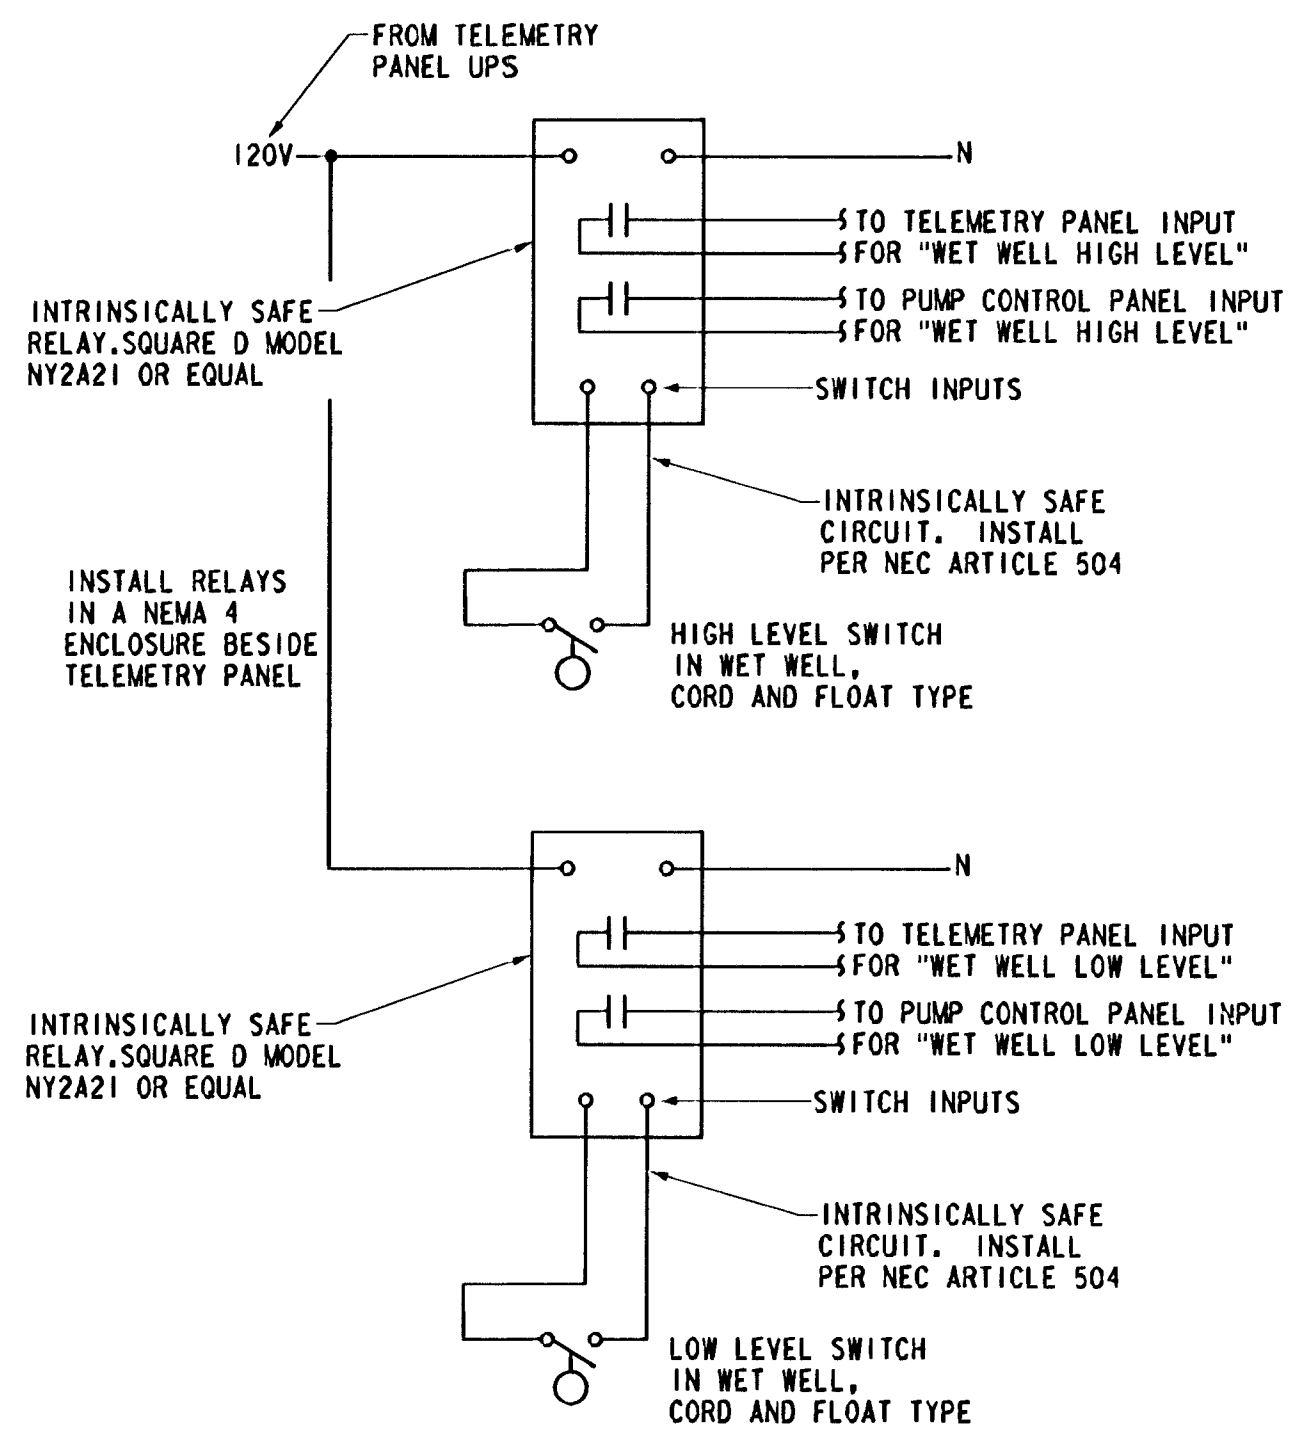 FROM TELEMETRY
PANEL UPS
120V
N
TO TELEMETRY PANEL INPUT
FOR "WET WELL HIGH LEVEL"
TO PUMP CONTROL PANEL INPUT
FOR "WET WELL HIGH LEVEL"
INTRINSICALLY SAFE
RELAY.SQUARE D MODEL
NY2A21 OR EQUAL
SWITCH INPUTS
INTRINSICALLY SAFE
CIRCUIT. INSTALL
PER NEC ARTICLE 504
INSTALL RELAYS
IN A NEMA 4
ENCLOSURE BESIDE
TELEMETRY PANEL
HIGH LEVEL SWITCH
IN WET WELL,
CORD AND FLOAT TYPE
N
TO TELEMETRY PANEL INPUT
FOR "WET WELL LOW LEVEL"
TO PUMP CONTROL PANEL INPUT
FOR "WET WELL LOW LEVEL"
INTRINSICALLY SAFE
RELAY.SQUARE D MODEL
NY2A21 OR EQUAL
SWITCH INPUTS
INTRINSICALLY SAFE
CIRCUIT. INSTALL
PER NEC ARTICLE 504
LOW LEVEL SWITCH
IN WET WELL,
CORD AND FLOAT TYPE